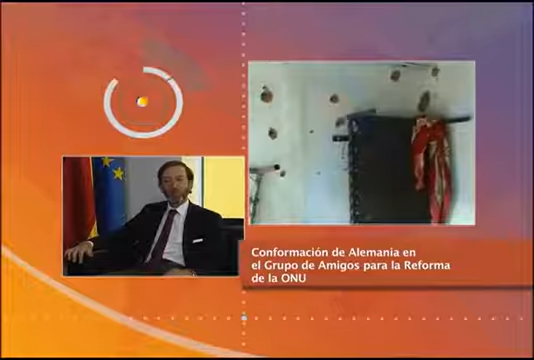 Conformación de Alemania en
el Grupo de Amigos para la Reforma
de la ONU